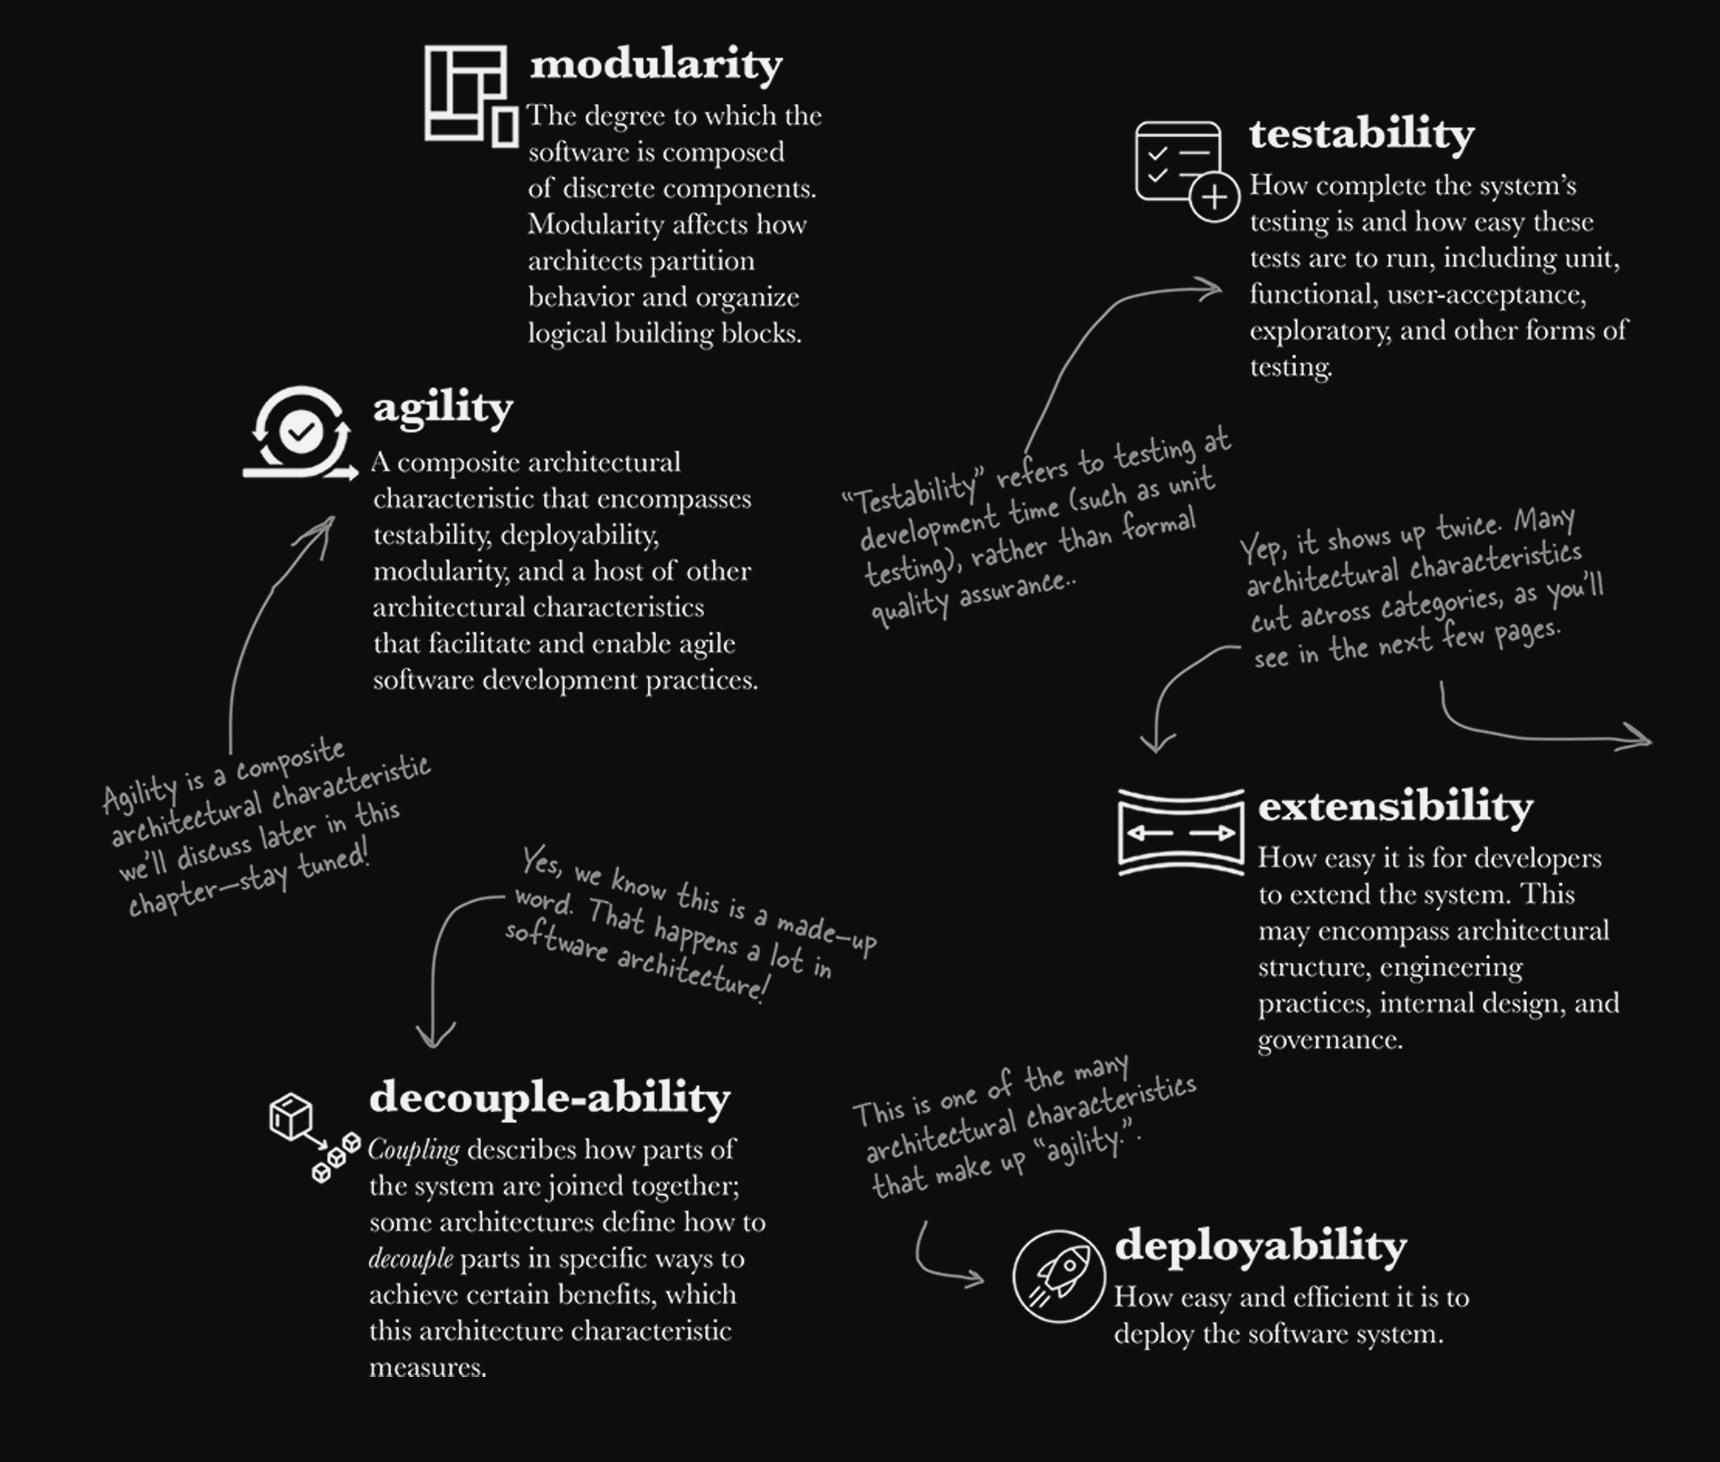 modularity
The degree to which the
software is composed
of discrete components.
Modularity affects how
architects partition
behavior and organize
logical building blocks.
testability
How complete the system’s
testing is and how easy these
tests are to run, including unit,
functional, user-acceptance,
exploratory, and other forms of
testing.
agility
A composite architectural
characteristic that encompasses
testability, deployability,
modularity, and a host of other
architectural characteristics
that facilitate and enable agile
software development practices.
“Testability” refers to testing at
development time (such as unit
testing), rather than formal
quality assurance..
Yep, it shows up twice. Many
architectural characteristics
cut across categories, as you’ll
see in the next few pages.
Agility is a composite
architectural characteristic
we’ll discuss later in this
chapter—stay tuned!
Yes, we know this is a made-up
word. That happens a lot in
software architecture!
extensibility
How easy it is for developers
to extend the system. This
may encompass architectural
structure, engineering
practices, internal design, and
governance.
decouple-ability
Coupling describes how parts of
the system are joined together;
some architectures define how to
decouple parts in specific ways to
achieve certain benefits, which
this architecture characteristic
measures.
This is one of the many
architectural characteristics
that make up “agility.”.
deployability
How easy and efficient it is to
deploy the software system.